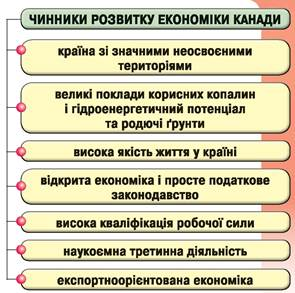 ЧИННИКИ РОЗВИТКУ ЕКОНОМІКИ КАНАДИ
країна зі значними неосвоєними
територіями
великі поклади корисних копалин
і гідроенергетичний потенціал
та родючі ґрунти
висока якість життя у країні
відкрита економіка і просте податкове
законодавство
висока кваліфікація робочої сили
наукоємна третинна діяльність
експортноорієнтована економіка